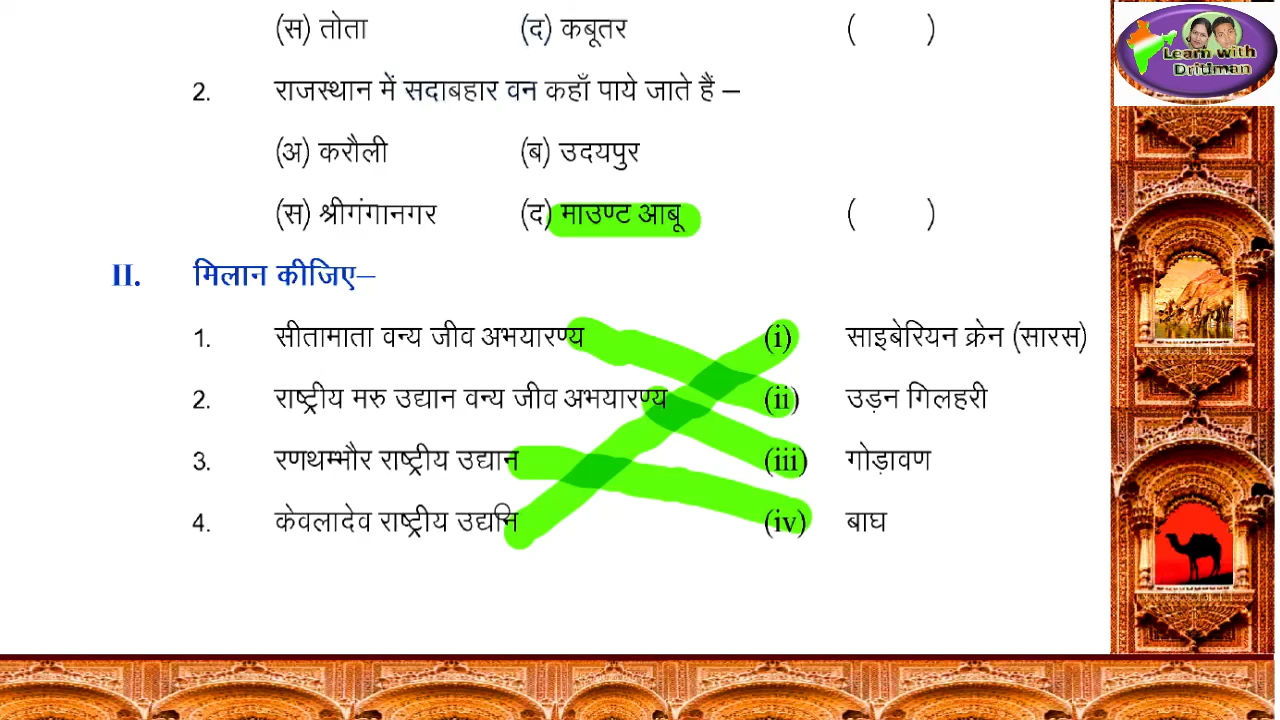 (स) तोता (द) कबूतर ( )
2. राजस्थान में सदाबहार वन कहाँ पाये जाते हैं –
(अ) करौली (ब) उदयपुर
(स) श्रीगंगानगर (द) माउण्ट आबू ( )
II. मिलान कीजिए–
1. सीतामाता वन्य जीव अभयारण्य (i) साइबेरियन क्रेन (सारस)
2. राष्ट्रीय मरु उद्यान वन्य जीव अभयारण्य (ii) उड़न गिलहरी
3. रणथम्भौर राष्ट्रीय उद्यान (iii) गोड़ावण
4. केवलादेव राष्ट्रीय उद्यनि (iv) बाघ
Learn with
Dritiman